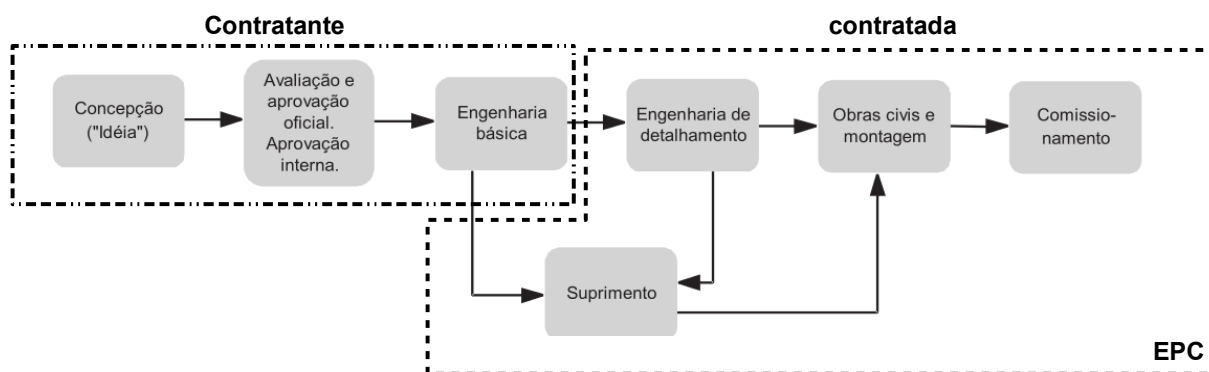 Contratante
contratada
Concepção
("Idéia")
Avaliação e
aprovação
oficial.
Aprovação
interna.
Engenharia
básica
Engenharia de
detalhamento
Obras civis e
montagem
Comissio-
namento
Suprimento
EPC